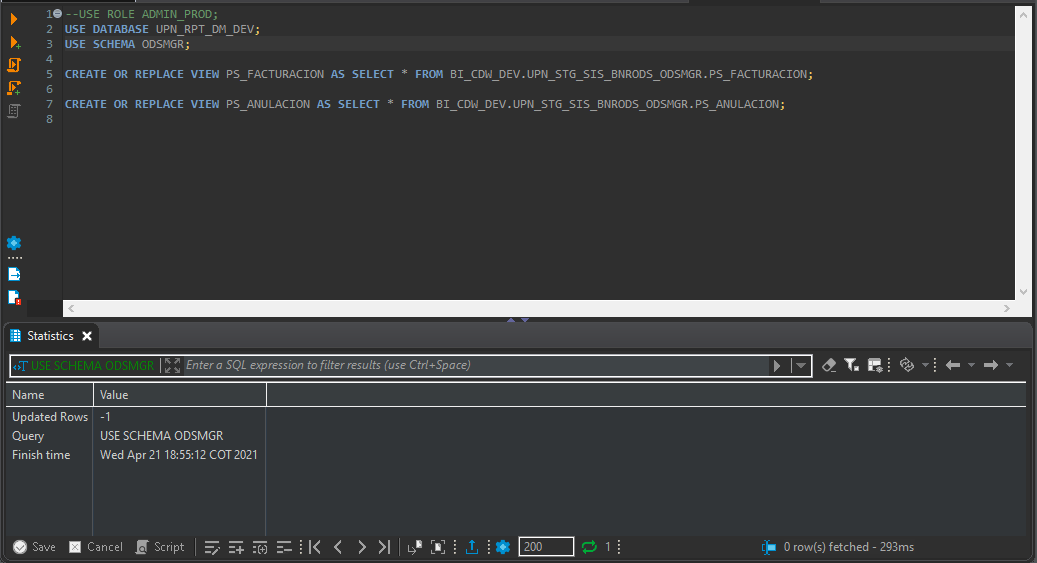 1 --USE ROLE ADMIN_PROD;
2 USE DATABASE UPN_RPT_DM_DEV;
3 USE SCHEMA ODSMGR;
4
5 CREATE OR REPLACE VIEW PS_FACTURACION AS SELECT * FROM BI_CDW_DEV.UPN_STG_SIS_BNRODS_ODSMGR.PS_FACTURACION;
6
7 CREATE OR REPLACE VIEW PS_ANULACION AS SELECT * FROM BI_CDW_DEV.UPN_STG_SIS_BNRODS_ODSMGR.PS_ANULACION;
8
Statistics
USE SCHEMA ODSMGR Enter a SQL expression to filter results (use Ctrl+Space)
Name Value
Updated Rows -1
Query USE SCHEMA ODSMGR
Finish time Wed Apr 21 18:55:12 COT 2021
Save Cancel Script 200 1 0 row(s) fetched - 293ms